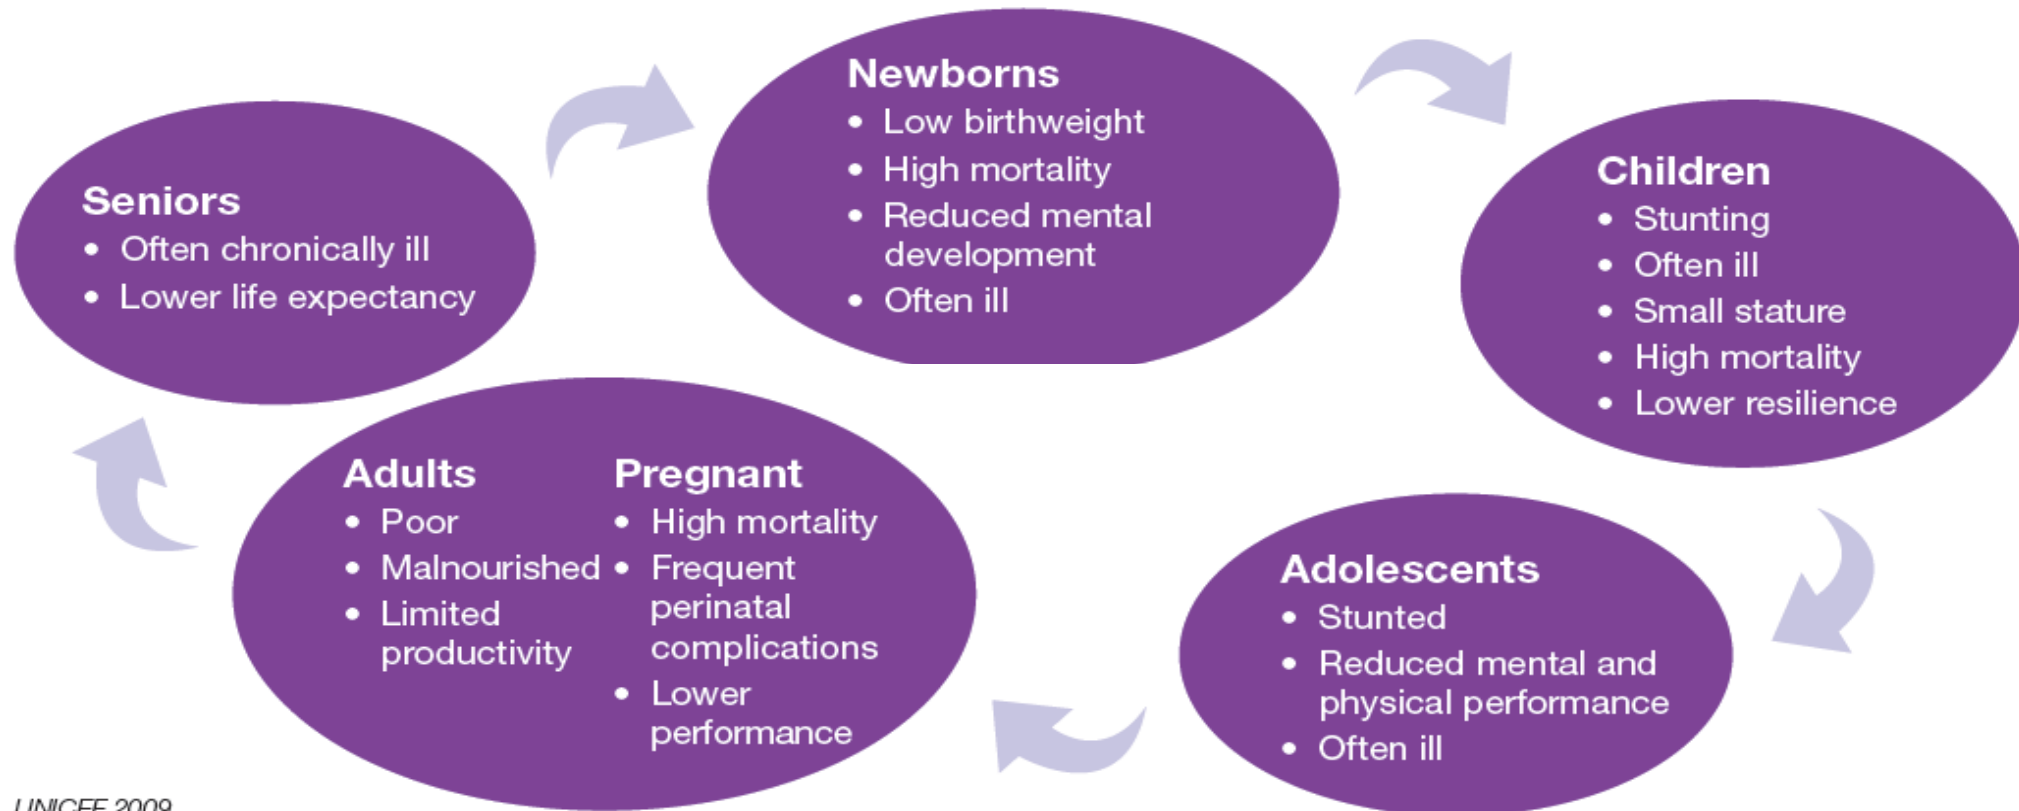 Newborns
• Low birthweight
• High mortality
• Reduced mental
development
• Often ill
Children
• Stunting
• Often ill
• Small stature
• High mortality
• Lower resilience
Adolescents
• Stunted
• Reduced mental and
physical performance
• Often ill
Adults
• Poor
• Malnourished
• Limited
productivity
Pregnant
• High mortality
• Frequent
perinatal
complications
• Lower
performance
Seniors
• Often chronically ill
• Lower life expectancy
UNICEF 2009